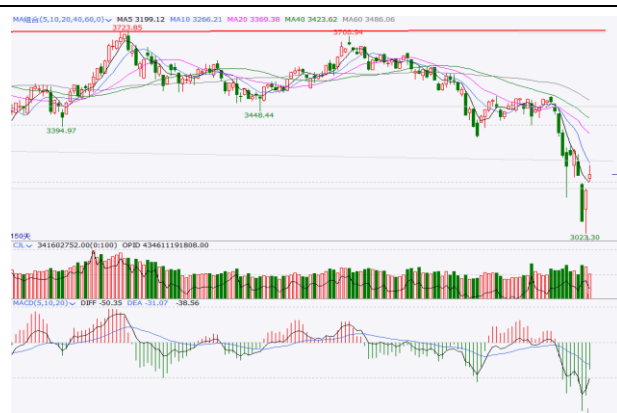 MA组合(5,10,20,40,60,0) MA5 3199.12 MA10 3266.21 MA20 3369.38 MA40 3423.62 MA60 3486.06
3723.85
3708.94
3394.97
3448.44
3023.30
150天
CJL 341602752.00(0:100) OPID 434611191808.00
MACD(5,10,20) DIFF -50.35 DEA -31.07 -38.56